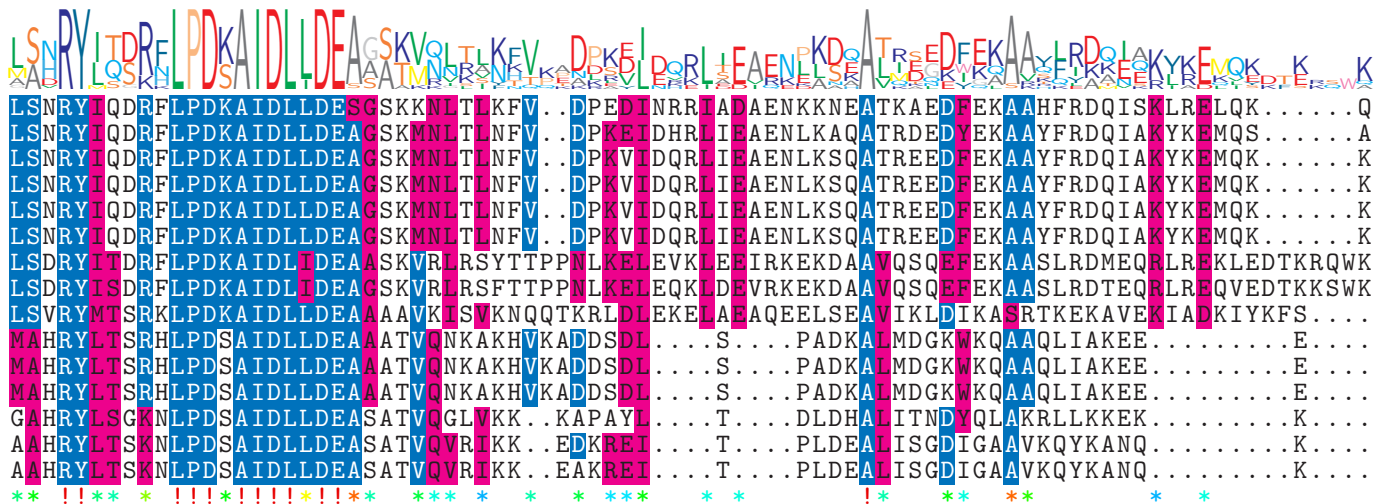 LSNRYIQDRFLPDKAIDLLDESGSKKNLTLKFV..DPEDINRRIADAENKKNEATKAEDFEKAAHFRDQISKLRELQK......Q
LSNRYIQDRFLPDKAIDLLDEAGSKMNLTLKFV..DPKEIDHRLIEAENLKAQATRDEDYEKAAYFRDQIAKYKEMQS......A
LSNRYIQDRFLPDKAIDLLDEAGSKMNLTLNFV..DPKVIDQRLIEAENLKSQATREEDFEKAAYFRDQIAKYKEMQK......K
LSNRYIQDRFLPDKAIDLLDEAGSKMNLTLNFV..DPKVIDQRLIEAENLKSQATREEDFEKAAYFRDQIAKYKEMQK......K
LSNRYIQDRFLPDKAIDLLDEAGSKMNLTLNFV..DPKVIDQRLIEAENLKSQATREEDFEKAAYFRDQIAKYKEMQK......K
LSNRYIQDRFLPDKAIDLLDEAGSKMNLTLNFV..DPKVIDQRLIEAENLKSQATREEDFEKAAYFRDQIAKYKEMQK......K
LSDRYITDRFLPDKAIDLIDEAASKVRLRSYTTPPNLKELEVKLEEIRKEKDAAVQSQEFEKAASLRDMEQRLREKLEDTKRQWK
LSDRYISDRFLPDKAIDLIDEAGSKVRLRSFTTPPNLKELEQKLDEVRKEKDAAVQSQEFEKAASLRDTEQRLREQVEDTKKSWK
LSVRYMTSRKLPDKAIDLLDEAAAAVKISVKNQQTKRLDLEKELAEAQEELSEAVIKLDIKASRTKEKAVEKIADKIYKFS....
MAHRYLTSRHLPDSAIDLLDEAAATVQNKAKHVKADDSDL....S....PADKALMDGKWKQAAQLIAKEE.........E....
MAHRYLTSRHLPDSAIDLLDEAAATVQNKAKHVKADDSDL....S....PADKALMDGKWKQAAQLIAKEE.........E....
MAHRYLTSRHLPDSAIDLLDEAAATVQNKAKHVKADDSDL....S....PADKALMDGKWKQAAQLIAKEE.........E....
GAHRYLSGKNLPDSAIDLLDEASATVQGLVKK..KAPAYL....T....DLDHALITNDYQLAKRLLKKEK.........K....
AAHRYLTSKNLPDSAIDLLDEASATVQVRIKK..EDKREI....T....PLDEALISGDIGAAVKQYKANQ.........K....
AAHRYLTSKNLPDSAIDLLDEASATVQVRIKK..EAKREI....T....PLDEALISGDIGAAVKQYKANQ.........K....
** !!** * !!!*!!!!*!!** *** * * * *** * * !* ** ** * *